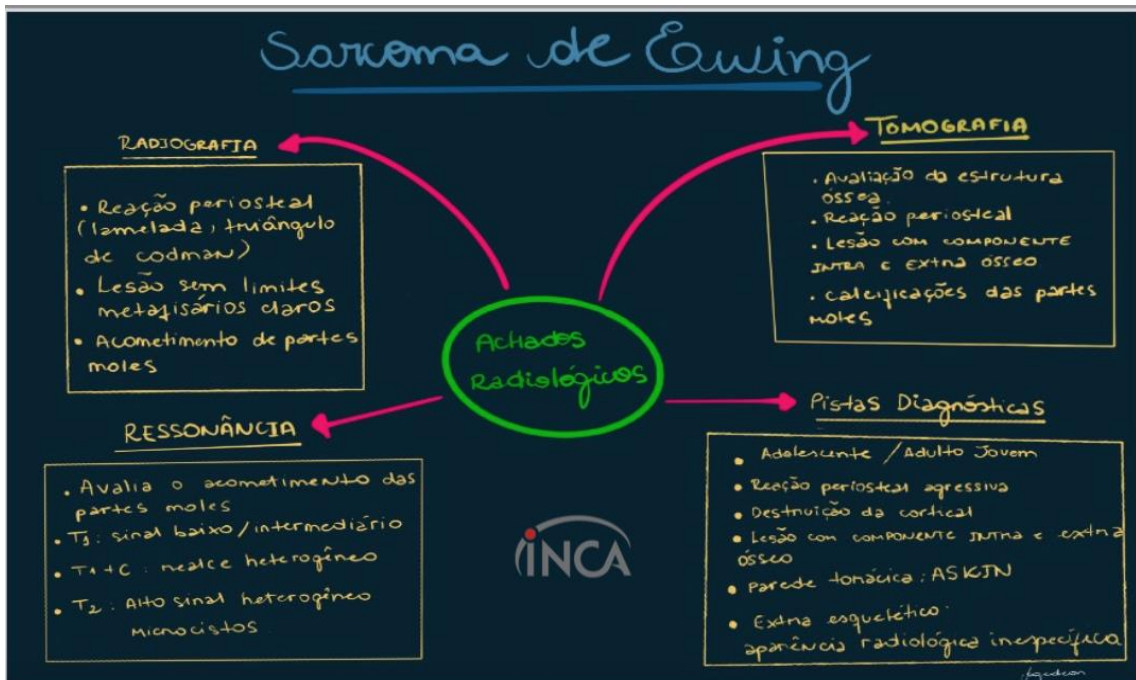 Sarcoma de Ewing
RADIOGRAFIA
• Reação periosteal
(lamelada, triângulo
de codman)
• Lesão sem limites
metafisários claros
• Acometimento de partes
moles
TOMOGRAFIA
• Avaliação da estrutura
óssea.
• Reação periosteal
• Lesão com componente
intra e extra ósseo
• calcificações das partes
moles
Achados
Radiológicos
RESSONÂNCIA
• Avalia o acometimento das
partes moles
• T1: sinal baixo/intermediário
• T1+C: realce heterogêneo
• T2: Alto sinal heterogêneo
microcistos
Pistas Diagnósticas
• Adolescente / Adulto Jovem
• Reação periosteal agressiva
• Destruição da cortical
• Lesão com componente intra e extra
ósseo
• Parede torácica: ASKIN
• Extra esquelético:
aparência radiológica inespecífica
INCA